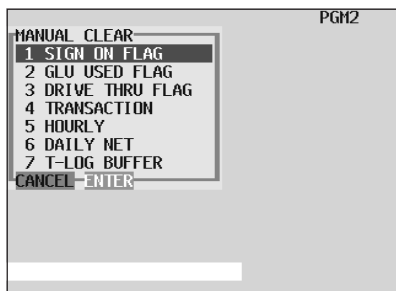 PGM2
MANUAL CLEAR
1 SIGN ON FLAG
2 GLU USED FLAG
3 DRIVE THRU FLAG
4 TRANSACTION
5 HOURLY
6 DAILY NET
7 T-LOG BUFFER
CANCEL ENTER